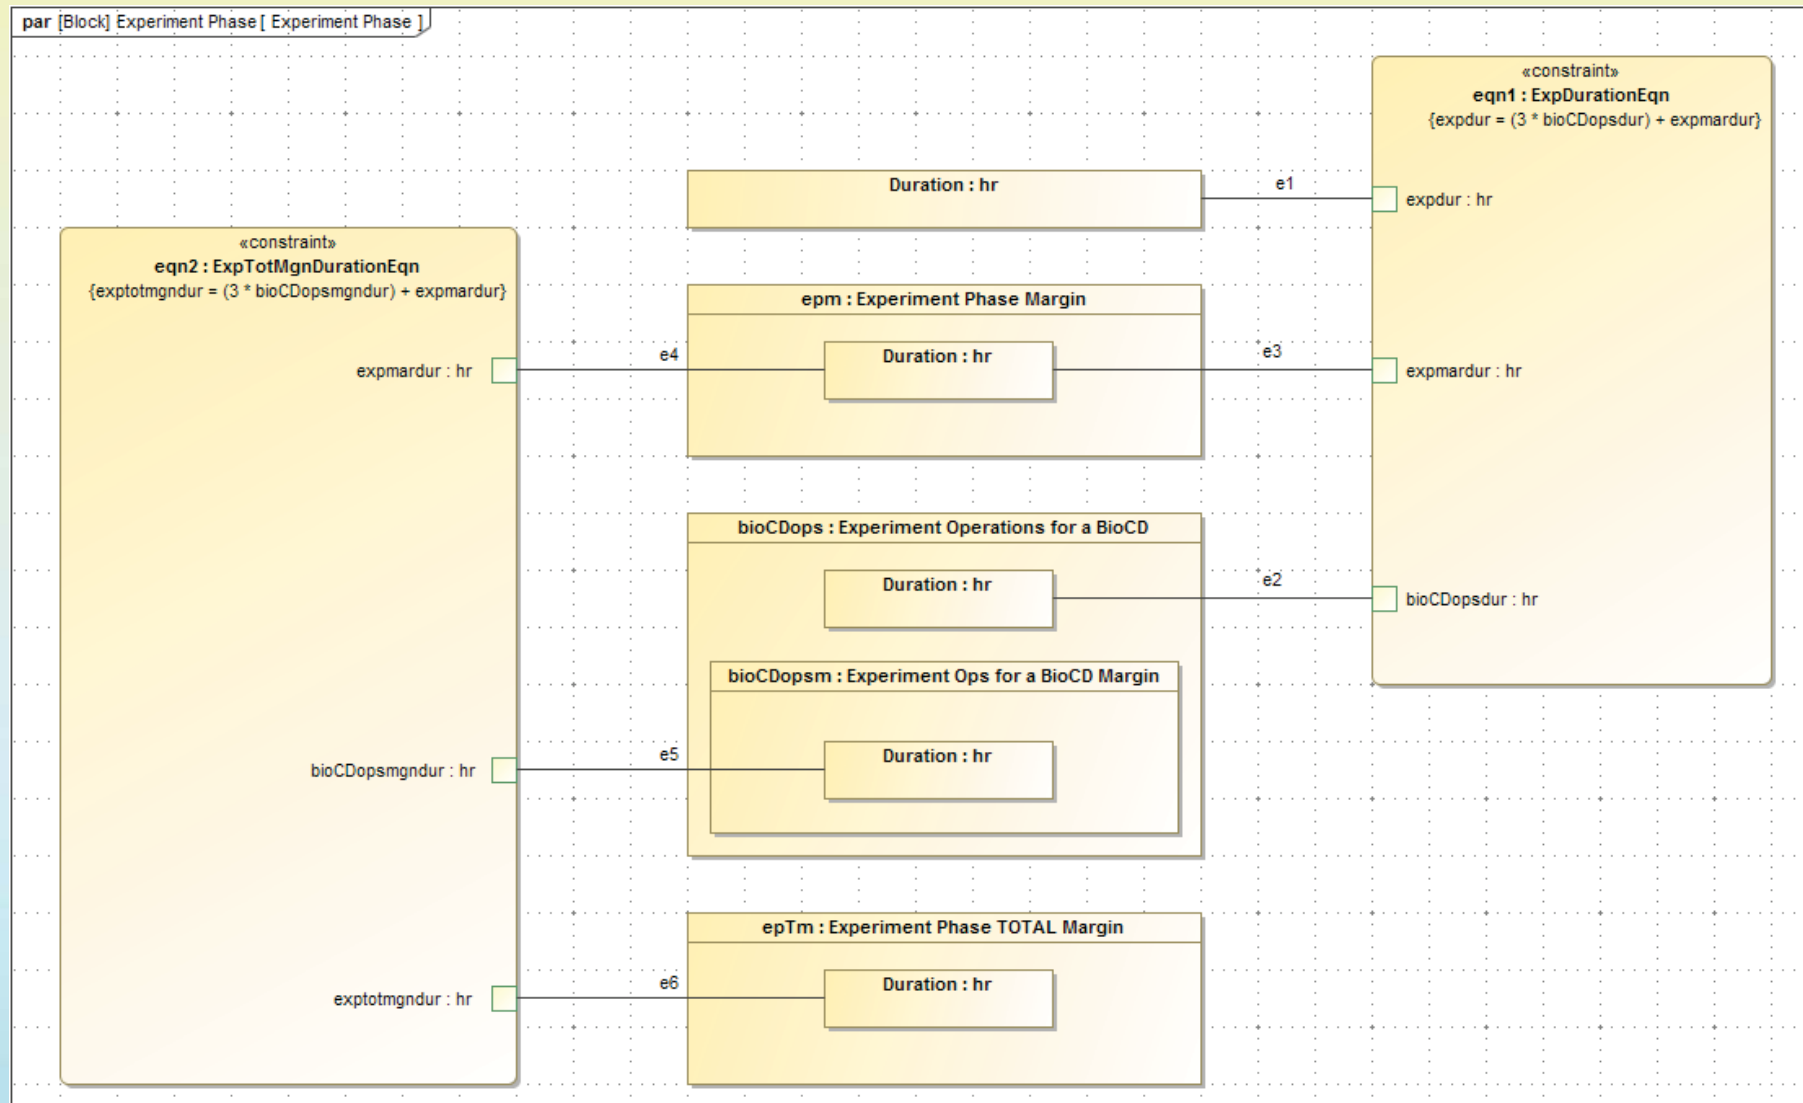 par [Block] Experiment Phase [ Experiment Phase ]
«constraint»
eqn1 : ExpDurationEqn
{expdur = (3 * bioCDopsdur) + expmardur}
Duration : hr
e1
expdur : hr
«constraint»
eqn2 : ExpTotMgnDurationEqn
{exptotmgndur = (3 * bioCDopsmgndur) + expmardur}
epm : Experiment Phase Margin
expmardur : hr
e4
Duration : hr
e3
expmardur : hr
bioCDops : Experiment Operations for a BioCD
Duration : hr
e2
bioCDopsdur : hr
bioCDopsm : Experiment Ops for a BioCD Margin
bioCDopsmgndur : hr
e5
Duration : hr
epTm : Experiment Phase TOTAL Margin
exptotmgndur : hr
e6
Duration : hr